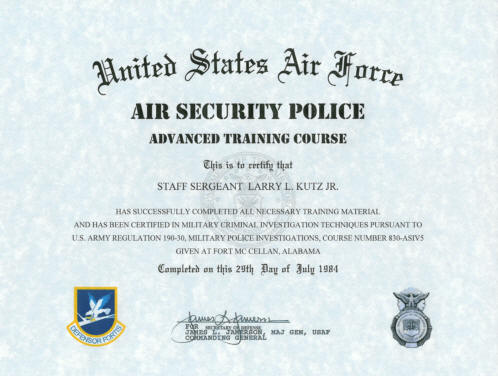 United States Air Force
AIR SECURITY POLICE
ADVANCED TRAINING COURSE
This is to certify that
STAFF SERGEANT LARRY L. KUTZ JR.
HAS SUCCESSFULLY COMPLETED ALL NECESSARY TRAINING MATERIAL
AND HAS BEEN CERTIFIED IN MILITARY CRIMINAL INVESTIGATION TECHNIQUES PURSUANT TO
U.S. ARMY REGULATION 190-30, MILITARY POLICE INVESTIGATIONS, COURSE NUMBER 830-ASIV5
GIVEN AT FORT MC CELLAN, ALABAMA
Completed on this 29th Day of July 1984
FOR SECRETARY OF DEFENSE
JAMES L. JAMERSON, MAJ GEN, USAF
COMMANDING GENERAL
DEFENSOR FORTIS